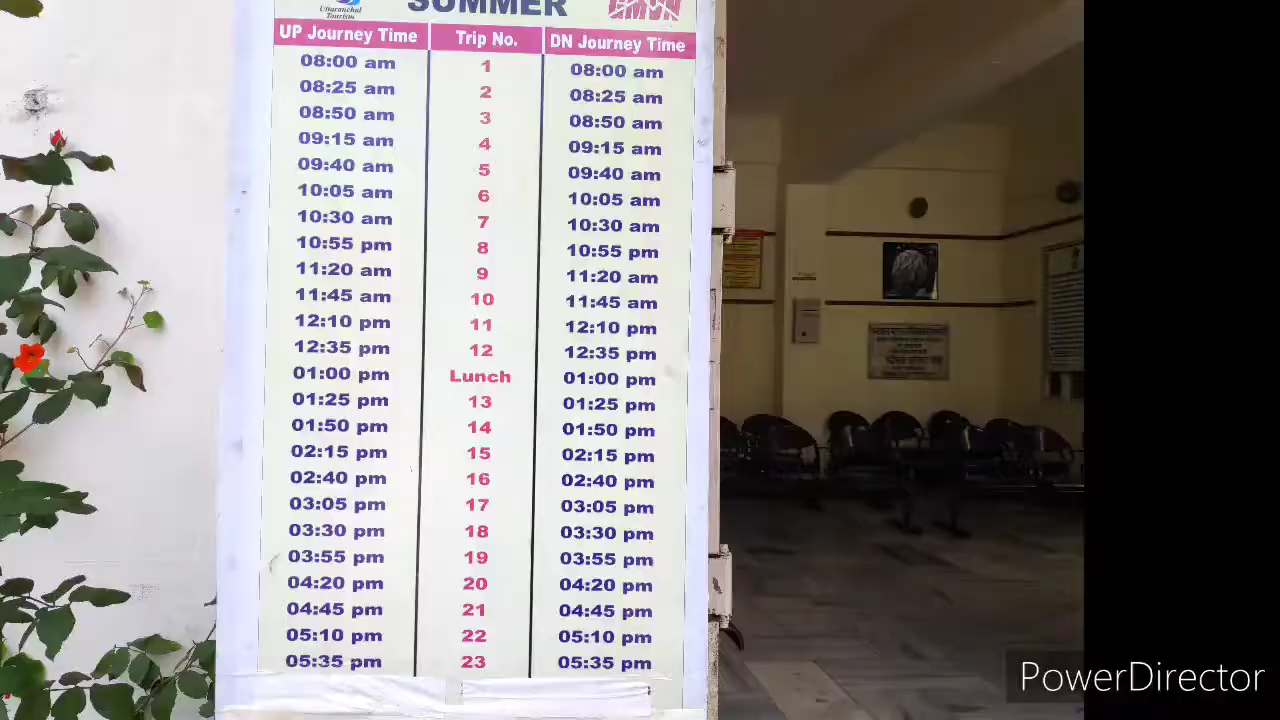 SUMMER
Uttaranchal
Tourism
GMVN
UP Journey Time Trip No. DN Journey Time
08:00 am 1 08:00 am
08:25 am 2 08:25 am
08:50 am 3 08:50 am
09:15 am 4 09:15 am
09:40 am 5 09:40 am
10:05 am 6 10:05 am
10:30 am 7 10:30 am
10:55 pm 8 10:55 pm
11:20 am 9 11:20 am
11:45 am 10 11:45 am
12:10 pm 11 12:10 pm
12:35 pm 12 12:35 pm
01:00 pm Lunch 01:00 pm
01:25 pm 13 01:25 pm
01:50 pm 14 01:50 pm
02:15 pm 15 02:15 pm
02:40 pm 16 02:40 pm
03:05 pm 17 03:05 pm
03:30 pm 18 03:30 pm
03:55 pm 19 03:55 pm
04:20 pm 20 04:20 pm
04:45 pm 21 04:45 pm
05:10 pm 22 05:10 pm
05:35 pm 23 05:35 pm
PowerDirector